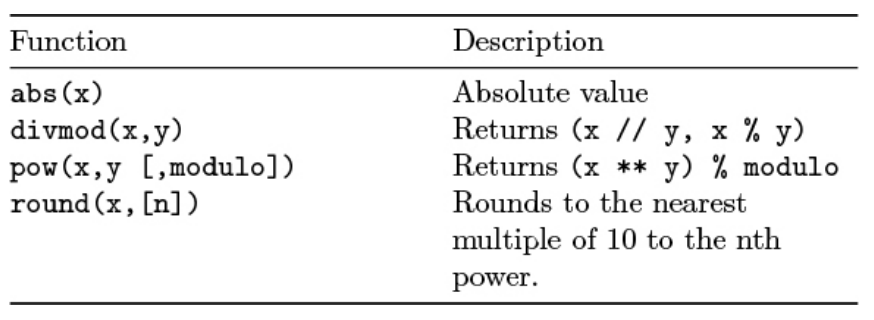 Function Description
abs(x) Absolute value
divmod(x,y) Returns (x // y, x % y)
pow(x,y [,modulo]) Returns (x ** y) % modulo
round(x,[n]) Rounds to the nearest
multiple of 10 to the nth
power.